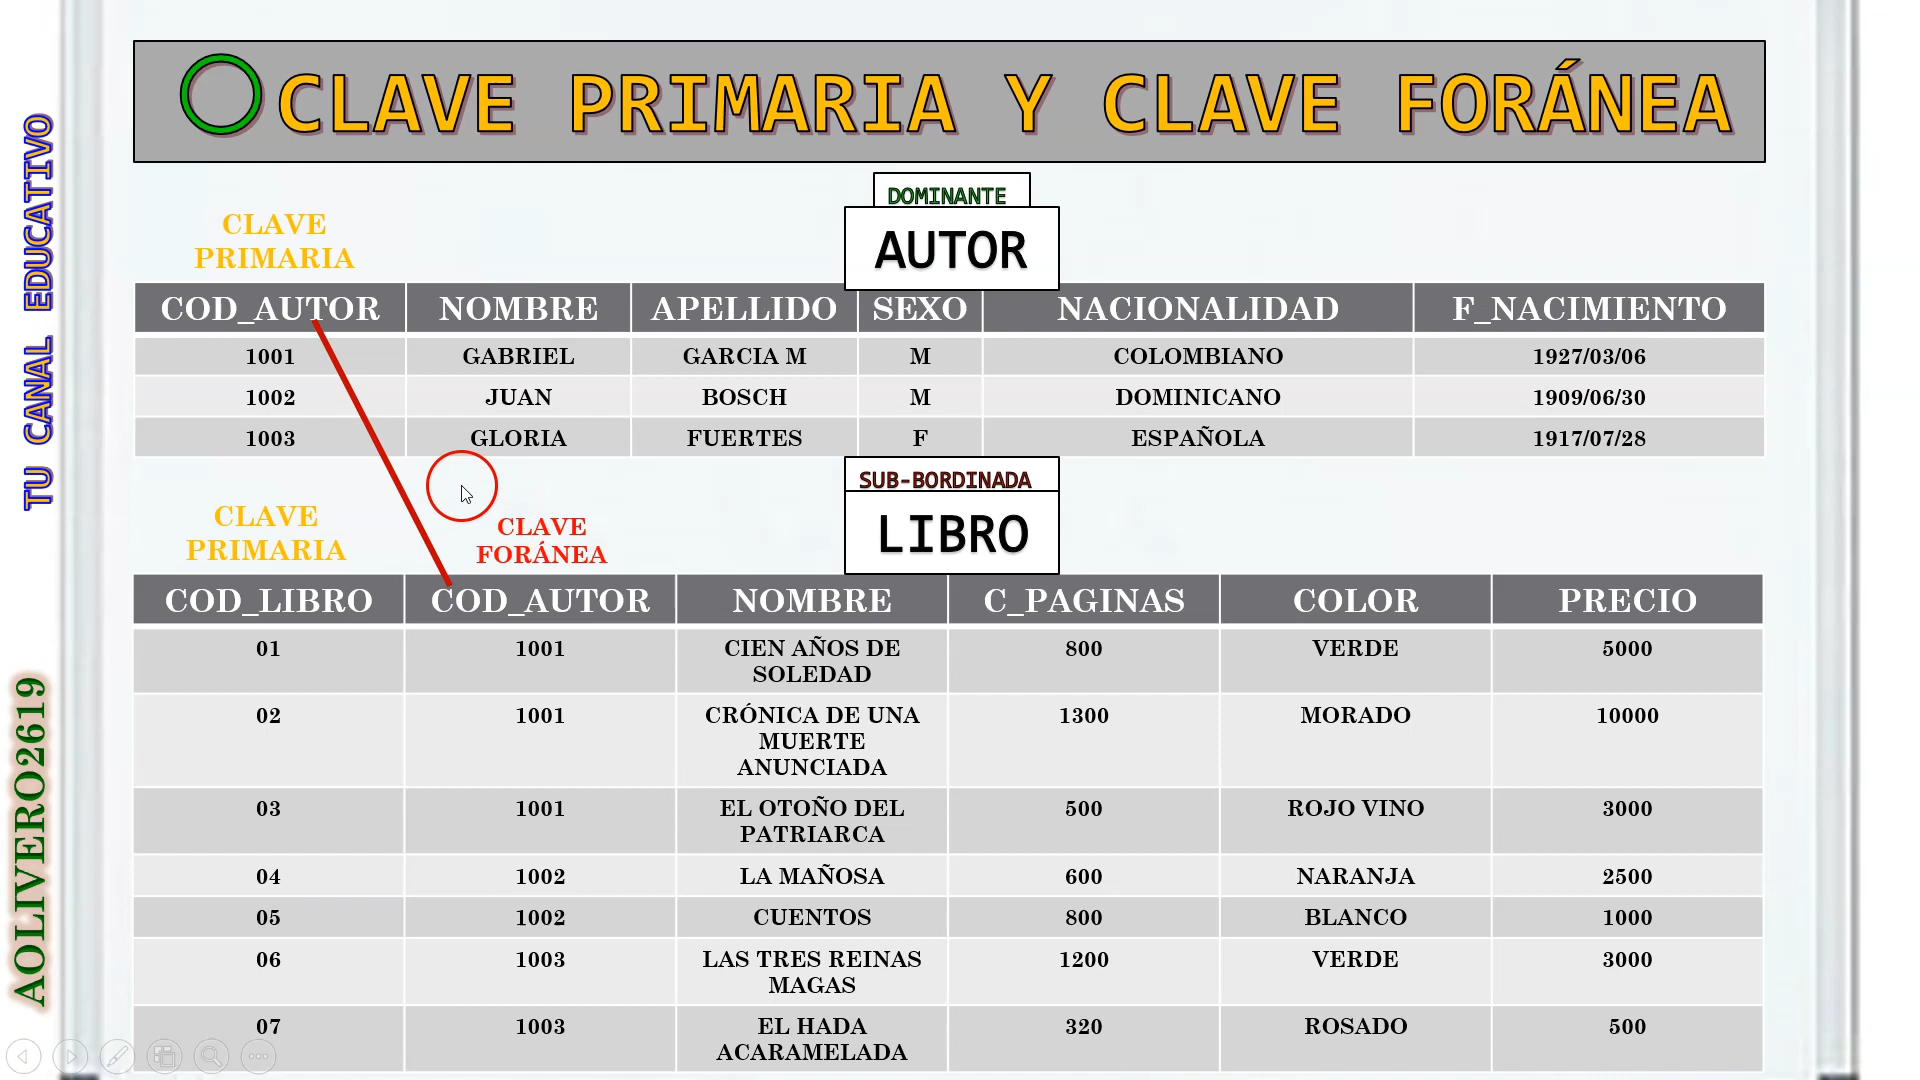 CLAVE PRIMARIA Y CLAVE FORÁNEA
TU CANAL EDUCATIVO
AOLIVERO2619
DOMINANTE
AUTOR
CLAVE
PRIMARIA
COD_AUTOR NOMBRE APELLIDO SEXO NACIONALIDAD F_NACIMIENTO
1001 GABRIEL GARCIA M M COLOMBIANO 1927/03/06
1002 JUAN BOSCH M DOMINICANO 1909/06/30
1003 GLORIA FUERTES F ESPAÑOLA 1917/07/28
SUB-BORDINADA
LIBRO
CLAVE
PRIMARIA
CLAVE
FORÁNEA
COD_LIBRO COD_AUTOR NOMBRE C_PAGINAS COLOR PRECIO
01 1001 CIEN AÑOS DE 800 VERDE 5000
SOLEDAD
02 1001 CRÓNICA DE UNA 1300 MORADO 10000
MUERTE
ANUNCIADA
03 1001 EL OTOÑO DEL 500 ROJO VINO 3000
PATRIARCA
04 1002 LA MAÑOSA 600 NARANJA 2500
05 1002 CUENTOS 800 BLANCO 1000
06 1003 LAS TRES REINAS 1200 VERDE 3000
MAGAS
07 1003 EL HADA 320 ROSADO 500
ACARAMELADA